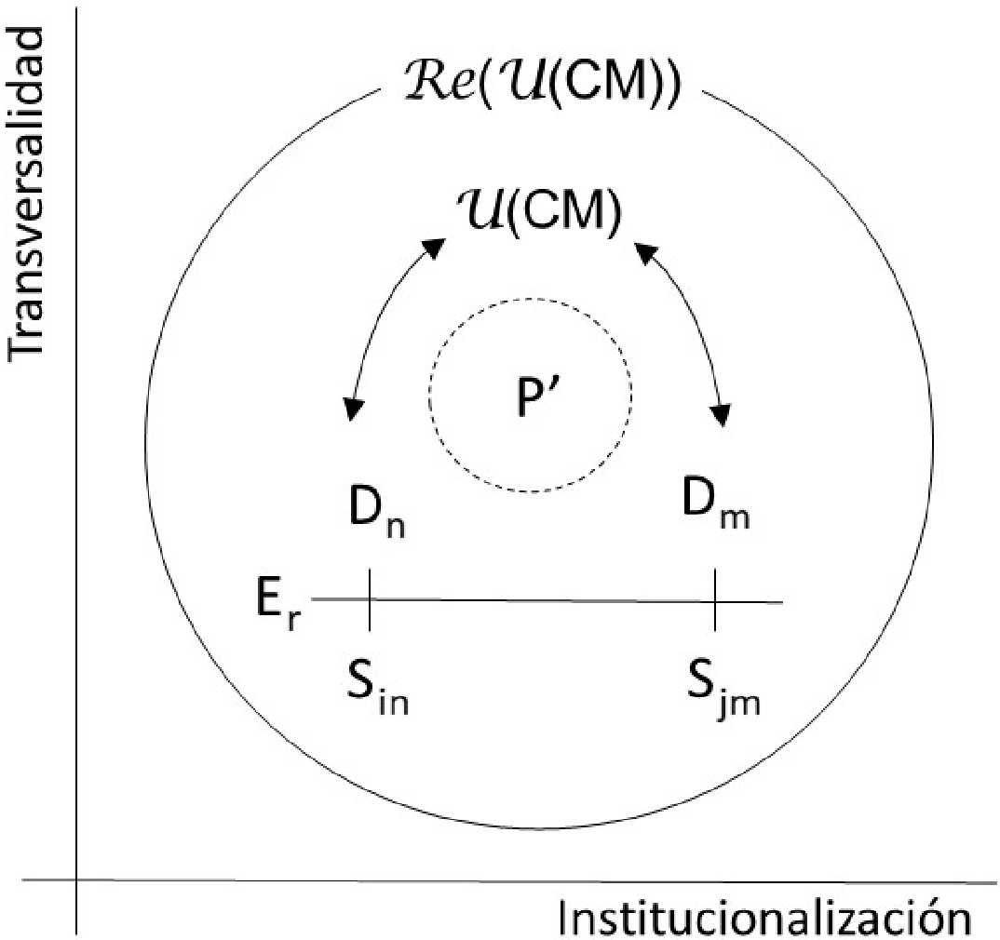 Transversalidad
𝓡e(𝒰(CM))
𝒰(CM)
P’
Dₙ Dₘ
Eᵣ
Sᵢₙ Sⱼₘ
Institucionalización